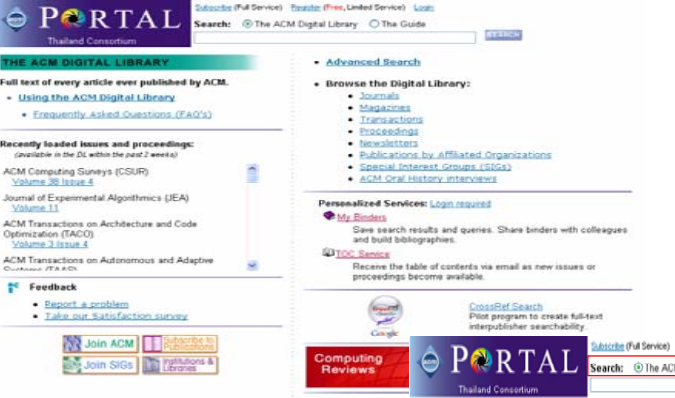 PORTAL
Thailand Consortium
Subscribe (Full Service) Register (Free, Limited Service) Login
Search: The ACM Digital Library The Guide
SEARCH
THE ACM DIGITAL LIBRARY
Full text of every article ever published by ACM.
Using the ACM Digital Library
Frequently Asked Questions (FAQ's)
Recently loaded issues and proceedings:
(available in the DL within the past 2 weeks)
ACM Computing Surveys (CSUR)
Volume 38 Issue 4
Journal of Experimental Algorithmics (JEA)
Volume 11
ACM Transactions on Architecture and Code
Optimization (TACO)
Volume 3 Issue 4
ACM Transactions on Autonomous and Adaptive
Systems (TAAS)
Feedback
Report a problem
Take our Satisfaction survey
Join ACM
Subscribe to
Publications
Join SIGs
Institutions &
Libraries
Advanced Search
Browse the Digital Library:
Journals
Magazines
Transactions
Proceedings
Newsletters
Publications by Affiliated Organizations
Special Interest Groups (SIGs)
ACM Oral History interviews
Personalized Services: Login required
My Binders
Save search results and queries. Share binders with colleagues
and build bibliographies.
TOC Service
Receive the table of contents via email as new issues or
proceedings become available.
Google
CrossRef Search
Pilot program to create full-text
interpublisher searchability.
Computing
Reviews
PORTAL
Thailand Consortium
Subscribe (Full Service)
Search: The AC